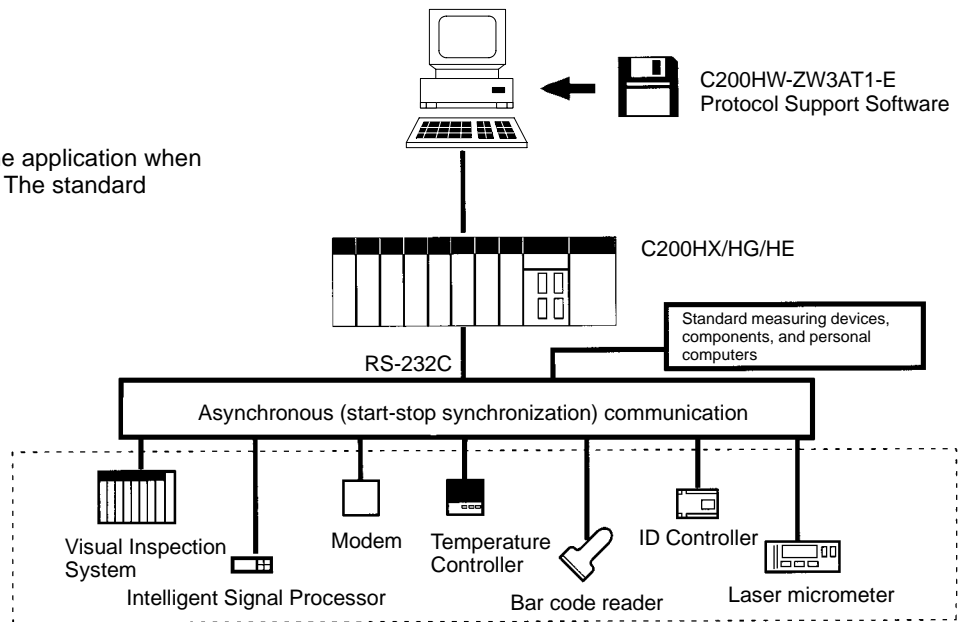 C200HW-ZW3AT1-E
Protocol Support Software
e application when
The standard
C200HX/HG/HE
Standard measuring devices,
components, and personal
computers
RS-232C
Asynchronous (start-stop synchronization) communication
Visual Inspection
System
Intelligent Signal Processor
Modem
Temperature
Controller
Bar code reader
ID Controller
Laser micrometer